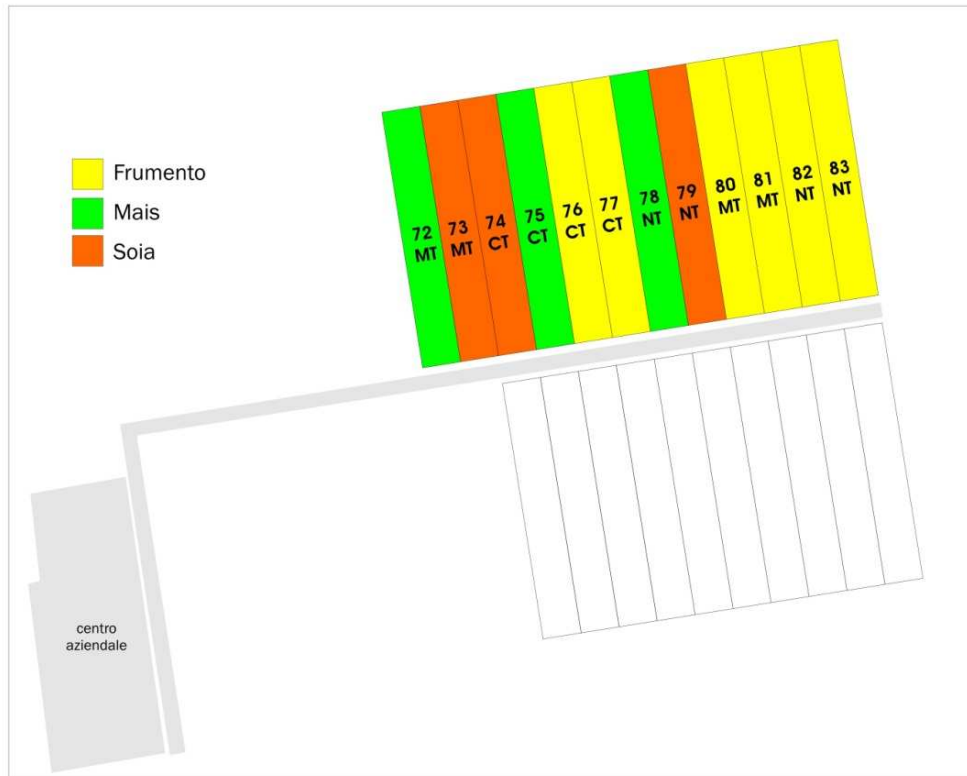 Frumento
Mais
Soia
72
MT
73
MT
74
CT
75
CT
76
CT
77
CT
78
NT
79
NT
80
MT
81
MT
82
NT
83
NT
centro
aziendale